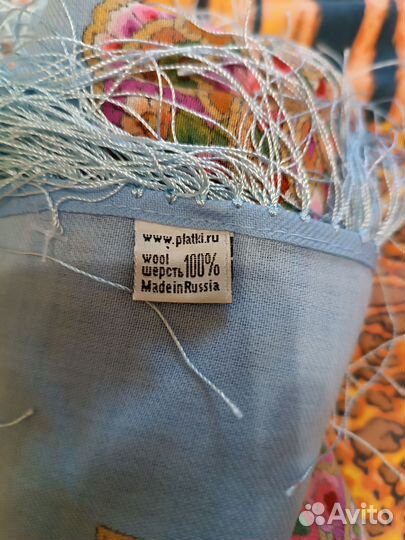 www.platki.ru
wool
шерсть 100%
MadeinRussia
Avito